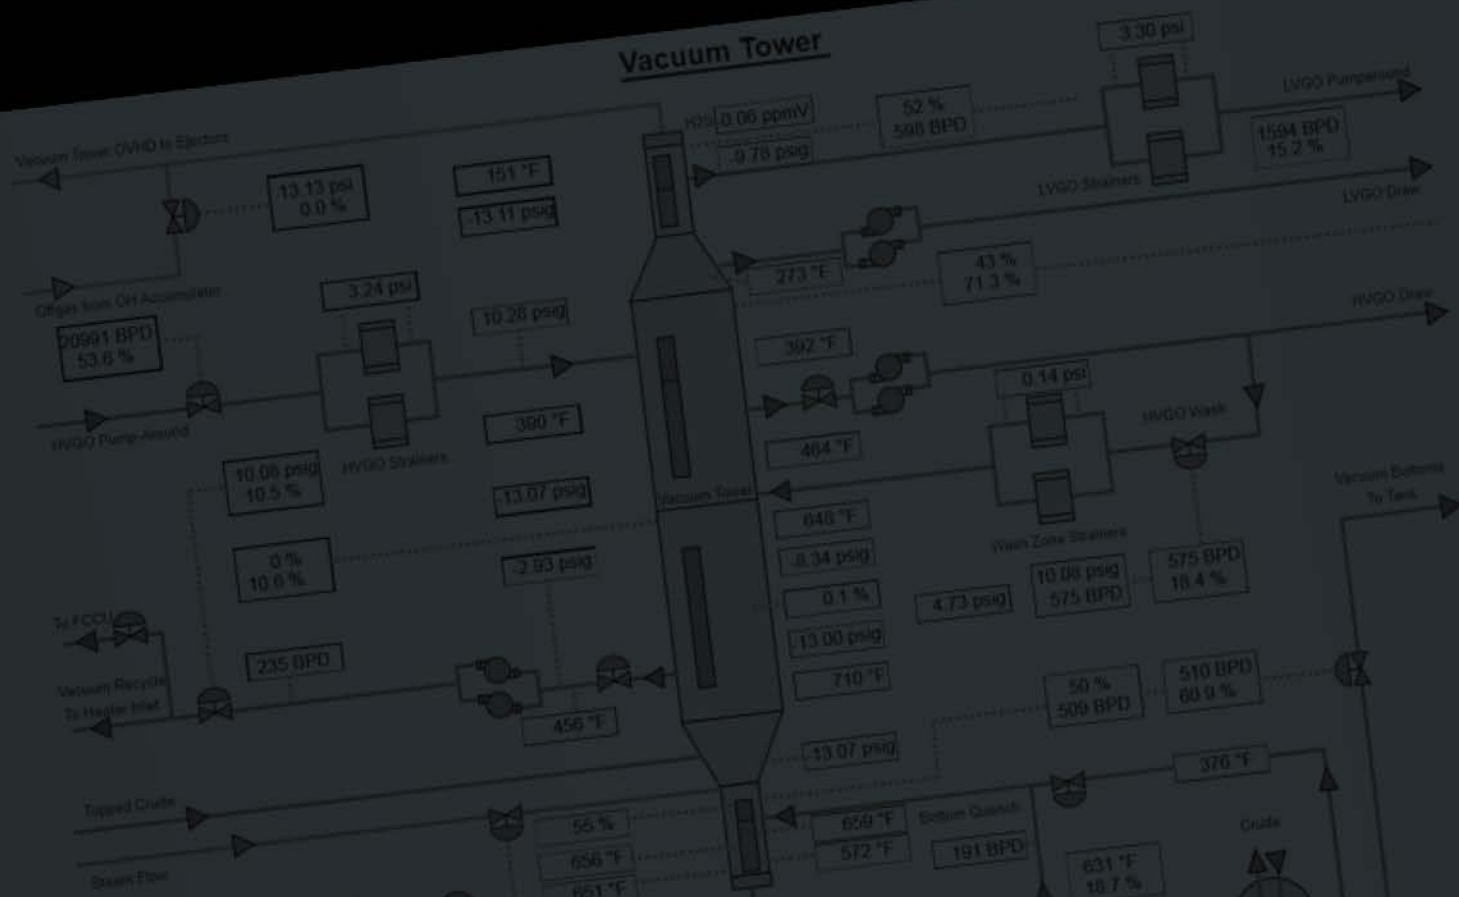 Vacuum Tower
3.30 psi
LVGO Pumparound
H2S
-0.06 ppmV
52 %
598 BPD
1594 BPD
15.2 %
Vacuum Tower OVHD to Ejectors
-9.78 psig
LVGO Strainers
-13.13 psi
0.0 %
151 °F
-13.11 psig
LVGO Draw
43 %
71.3 %
273 °F
Offgas from OH Accumulator
3.24 psi
10.28 psig
HVGO Draw
20991 BPD
53.6 %
392 °F
0.14 psi
HVGO Pump-Around
HVGO Strainers
390 °F
464 °F
HVGO Wash
10.08 psig
10.5 %
-13.07 psig
Vacuum Tower
Vacuum Bottoms
To Tank
648 °F
Wash Zone Strainers
0 %
10.6 %
-2.93 psig
-8.34 psig
0.1 %
4.73 psig
10.08 psig
575 BPD
575 BPD
18.4 %
To FCCU
-13.00 psig
235 BPD
710 °F
Vacuum Recycle
To Heater Inlet
456 °F
50 %
509 BPD
510 BPD
60.9 %
-13.07 psig
376 °F
Topped Crude
55 %
659 °F
Bottom Quench
Crude
656 °F
572 °F
191 BPD
Steam Flow
651 °F
631 °F
18.7 %